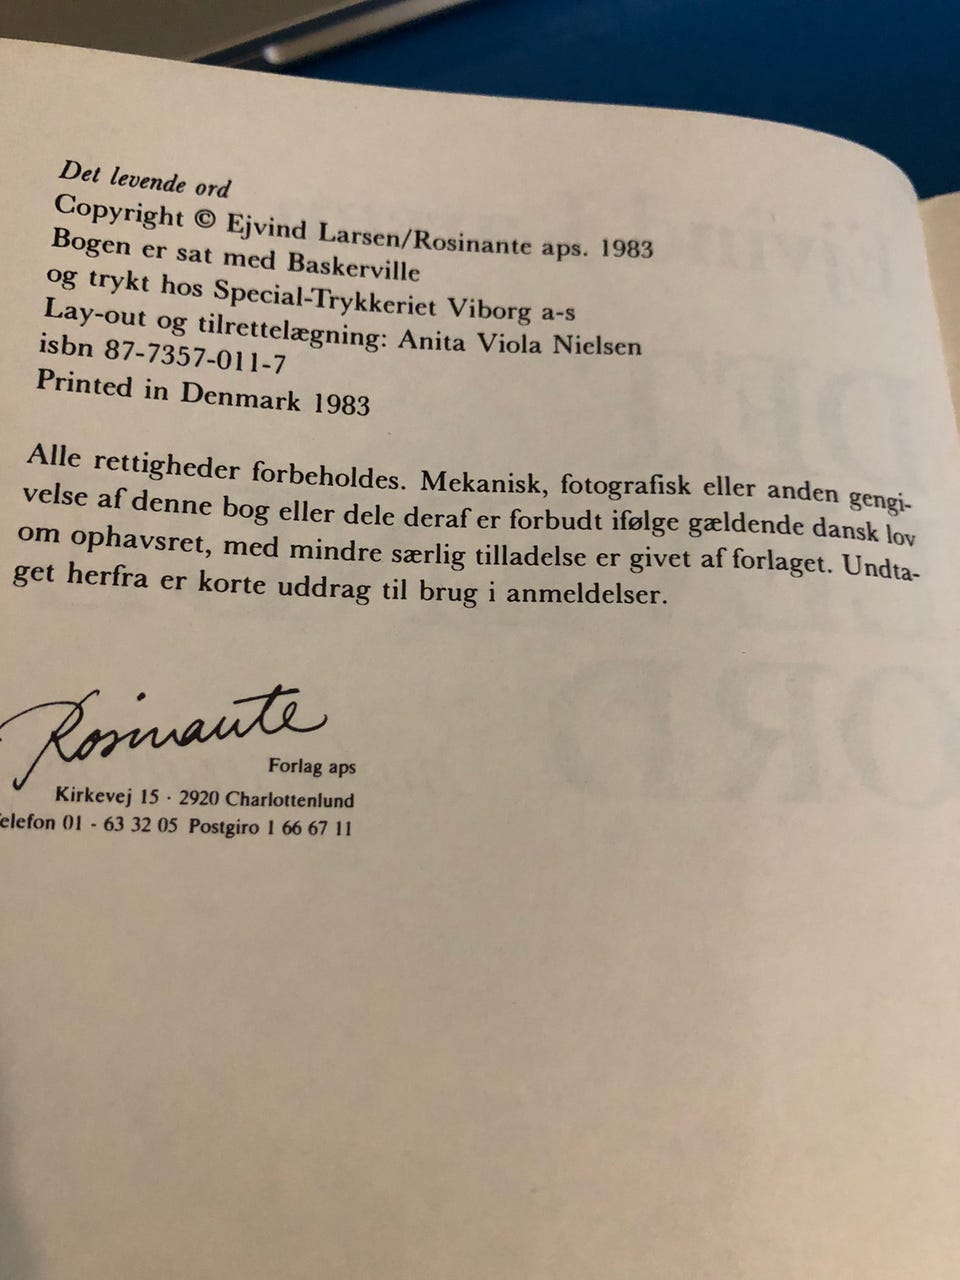 Det levende ord
Copyright © Ejvind Larsen/Rosinante aps. 1983
Bogen er sat med Baskerville
og trykt hos Special-Trykkeriet Viborg a-s
Lay-out og tilrettelægning: Anita Viola Nielsen
isbn 87-7357-011-7
Printed in Denmark 1983
Alle rettigheder forbeholdes. Mekanisk, fotografisk eller anden gengi-
velse af denne bog eller dele deraf er forbudt ifølge gældende dansk lov
om ophavsret, med mindre særlig tilladelse er givet af forlaget. Undta-
get herfra er korte uddrag til brug i anmeldelser.
Rosinante
Forlag aps
Kirkevej 15 · 2920 Charlottenlund
elefon 01 - 63 32 05 Postgiro 1 66 67 11